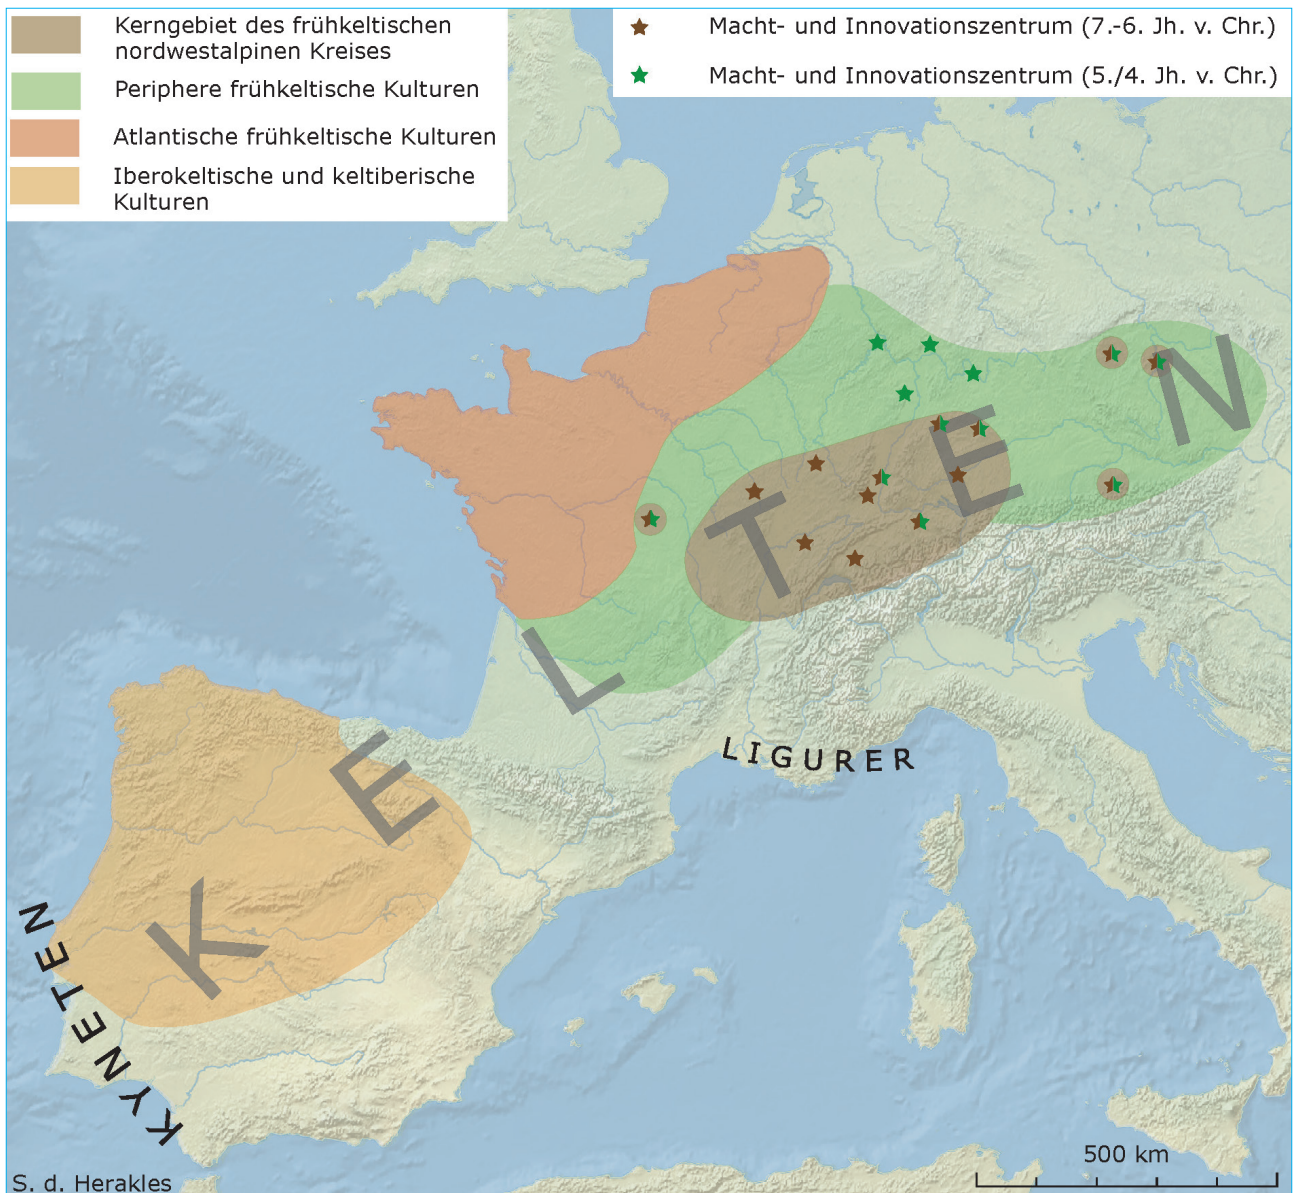 Kerngebiet des frühkeltischen
nordwestalpinen Kreises
Periphere frühkeltische Kulturen
Atlantische frühkeltische Kulturen
Iberokeltische und keltiberische
Kulturen
Macht- und Innovationszentrum (7.-6. Jh. v. Chr.)
Macht- und Innovationszentrum (5./4. Jh. v. Chr.)
KELTEN
LIGURER
KYNETEN
500 km
S. d. Herakles